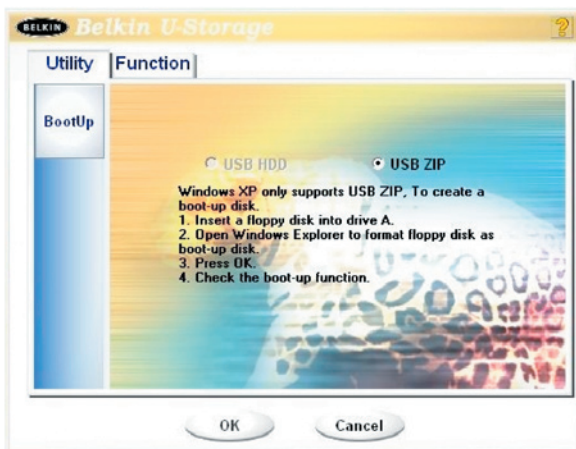 BELKIN Belkin U-Storage ?
Utility Function
BootUp
USB HDD USB ZIP
Windows XP only supports USB ZIP, To create a
boot-up disk.
1. Insert a floppy disk into drive A.
2. Open Windows Explorer to format floppy disk as
boot-up disk.
3. Press OK.
4. Check the boot-up function.
OK Cancel